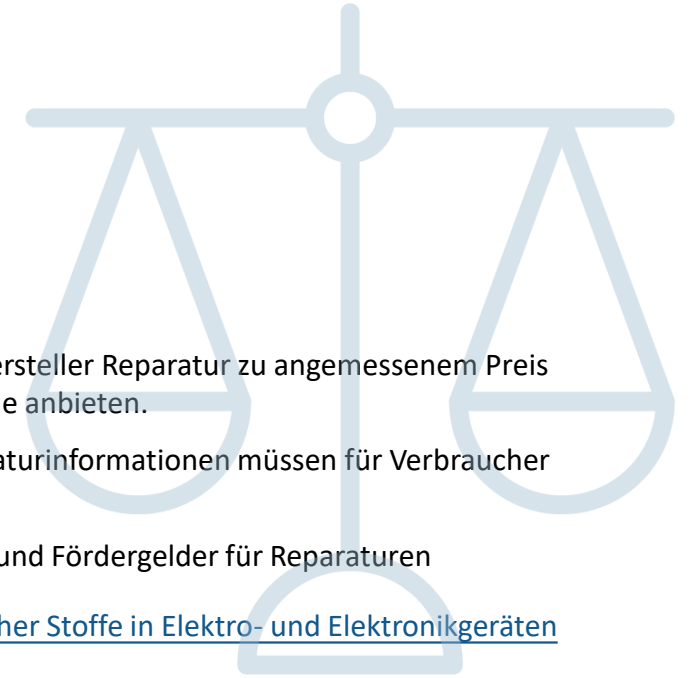 ersteller Reparatur zu angemessenem Preis
e anbieten.
aturinformationen müssen für Verbraucher
und Fördergelder für Reparaturen
her Stoffe in Elektro- und Elektronikgeräten